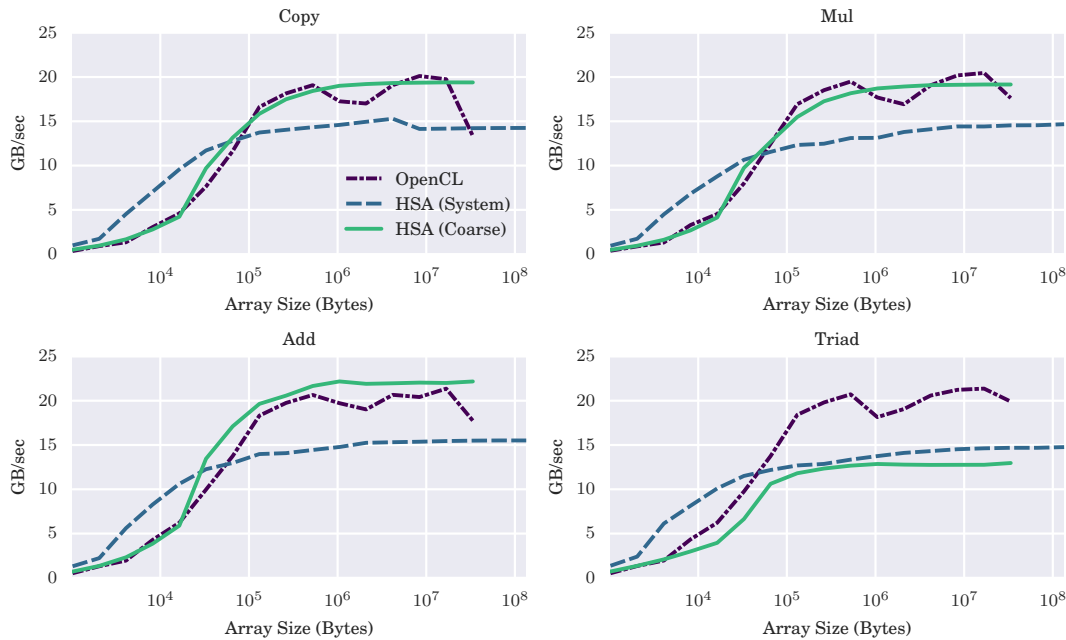 Copy
25
20
15
10
5
0
GB/sec
OpenCL
HSA (System)
HSA (Coarse)
10^4 10^5 10^6 10^7 10^8
Array Size (Bytes)
Mul
25
20
15
10
5
0
GB/sec
10^4 10^5 10^6 10^7 10^8
Array Size (Bytes)
Add
25
20
15
10
5
0
GB/sec
10^4 10^5 10^6 10^7 10^8
Array Size (Bytes)
Triad
25
20
15
10
5
0
GB/sec
10^4 10^5 10^6 10^7 10^8
Array Size (Bytes)